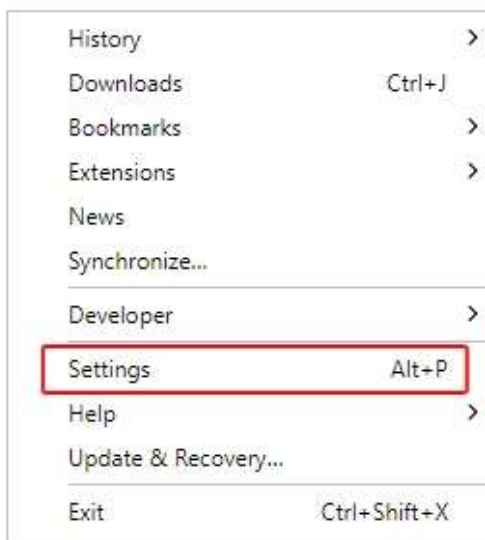 History
Downloads Ctrl+J
Bookmarks
Extensions
News
Synchronize...
Developer
Settings Alt+P
Help
Update & Recovery...
Exit Ctrl+Shift+X